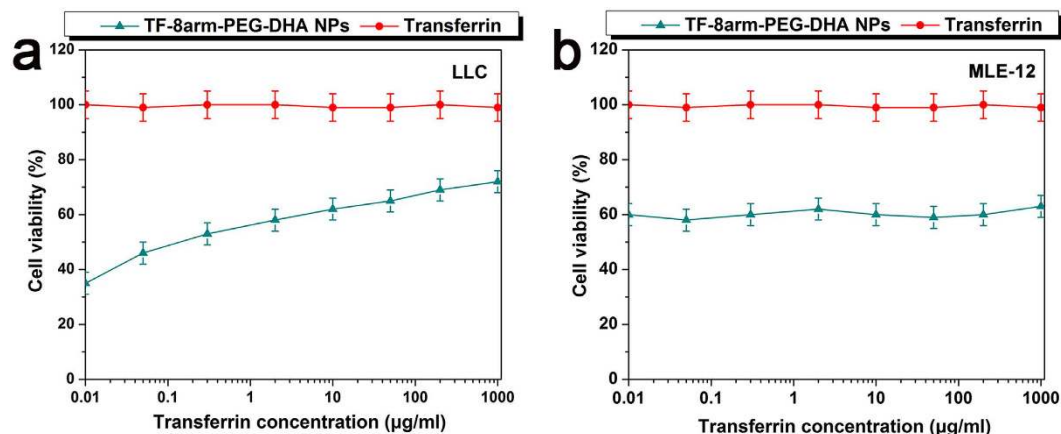 TF-8arm-PEG-DHA NPs Transferrin
a
LLC
120
100
80
60
40
20
0
Cell viability (%)
0.01 0.1 1 10 100 1000
Transferrin concentration (µg/ml)
TF-8arm-PEG-DHA NPs Transferrin
b
MLE-12
120
100
80
60
40
20
0
Cell viability (%)
0.01 0.1 1 10 100 1000
Transferrin concentration (µg/ml)